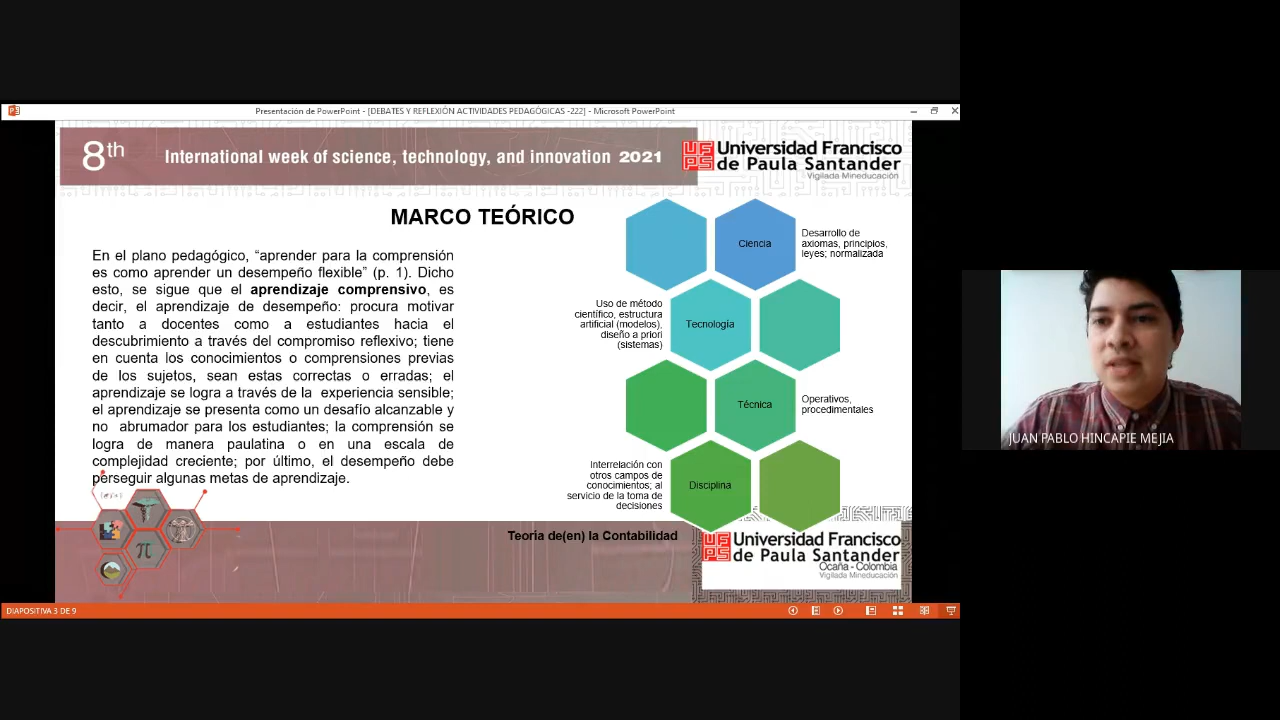 Presentación de PowerPoint - [DEBATES Y REFLEXIÓN ACTIVIDADES PEDAGÓGICAS -222] - Microsoft PowerPoint
8th
International week of science, technology, and innovation 2021
UFPS
Universidad Francisco
de Paula Santander
Vigilada Mineducación
MARCO TEÓRICO
En el plano pedagógico, “aprender para la comprensión
es como aprender un desempeño flexible” (p. 1). Dicho
esto, se sigue que el aprendizaje comprensivo, es
decir, el aprendizaje de desempeño: procura motivar
tanto a docentes como a estudiantes hacia el
descubrimiento a través del compromiso reflexivo; tiene
en cuenta los conocimientos o comprensiones previas
de los sujetos, sean estas correctas o erradas; el
aprendizaje se logra a través de la experiencia sensible;
el aprendizaje se presenta como un desafío alcanzable y
no abrumador para los estudiantes; la comprensión se
logra de manera paulatina o en una escala de
complejidad creciente; por último, el desempeño debe
perseguir algunas metas de aprendizaje.
Ciencia
Desarrollo de
axiomas, principios,
leyes; normalizada
Uso de método
científico, estructura
artificial (modelos),
diseño a priori
(sistemas)
Tecnología
Técnica
Operativos,
procedimentales
Interrelación con
otros campos de
conocimientos; al
servicio de la toma de
decisiones
Disciplina
π
Teoría de(en) la Contabilidad
UFPS
Universidad Francisco
de Paula Santander
Ocaña - Colombia
Vigilada Mineducación
DIAPOSITIVA 3 DE 9
JUAN PABLO HINCAPIE MEJIA